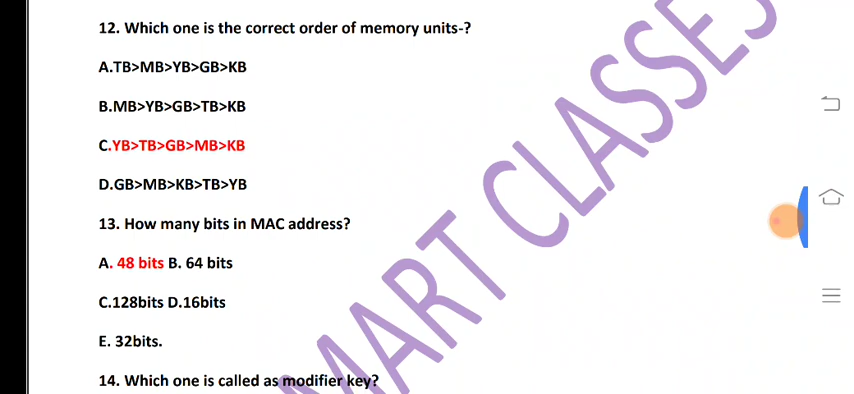 12. Which one is the correct order of memory units-?
A.TB>MB>YB>GB>KB
B.MB>YB>GB>TB>KB
C.YB>TB>GB>MB>KB
D.GB>MB>KB>TB>YB
13. How many bits in MAC address?
A. 48 bits B. 64 bits
C.128bits D.16bits
E. 32bits.
14. Which one is called as modifier key?
MART CLASSES